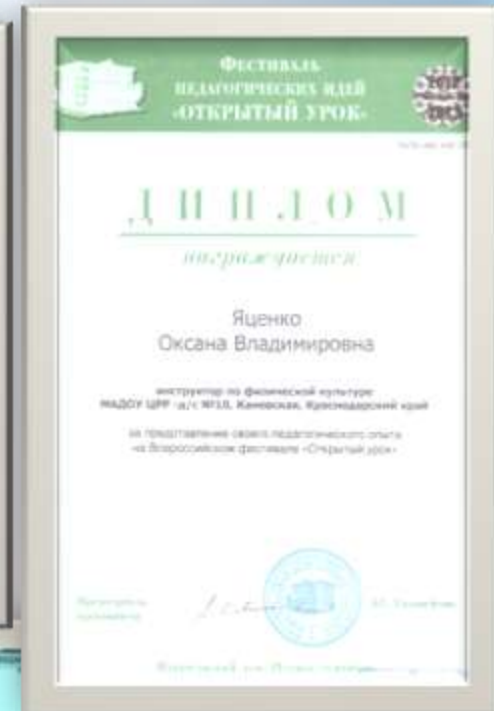 Фестиваль
педагогических идей
«ОТКРЫТЫЙ УРОК»
ДИПЛОМ
награждается
Яценко
Оксана Владимировна
инструктор по физической культуре
МАДОУ ЦРР -д/с №10, Каневская, Краснодарский край
за представление своего педагогического опыта
на Всероссийском фестивале «Открытый урок»
Председатель